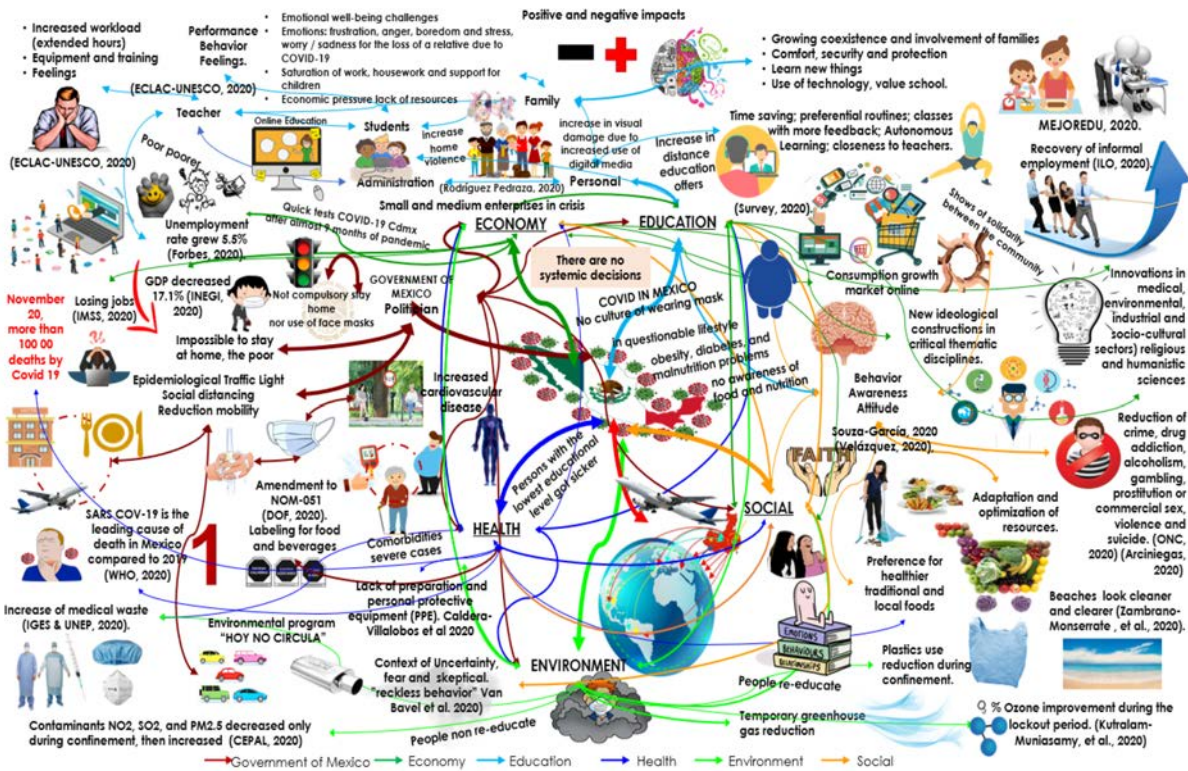 • Increased workload
(extended hours)
• Equipment and training
• Feelings
(ECLAC-UNESCO, 2020)
Performance
Behavior
Feelings.
(ECLAC-UNESCO, 2020)
Teacher
• Emotional well-being challenges
• Emotions: frustration, anger, boredom and stress,
worry / sadness for the loss of a relative due to
COVID-19
• Saturation of work, housework and support for
children
• Economic pressure lack of resources
Positive and negative impacts
Family
• Growing coexistence and involvement of families
• Comfort, security and protection
• Learn new things
• Use of technology, value school.
MEJOREDU, 2020.
Online Education
Students
Increase
home
violence
Administration
(Rodríguez Pedraza, 2020)
increase in visual
damage due to
increased use of
digital media
Personal
Increase in
distance
education
offers
Time saving; preferential routines; classes
with more feedback; Autonomous
Learning; closeness to teachers.
(Survey, 2020).
Recovery of informal
employment (ILO, 2020).
Shows of solidarity
between the community
Poor poorer
Unemployment
rate grew 5.5%
(Forbes, 2020).
Quick tests COVID-19 Cdmx
after almost 9 months of pandemic
Small and medium enterprises in crisis
ECONOMY
EDUCATION
There are no
systemic decisions
Consumption growth
market online
Innovations in
medical,
environmental,
industrial and
socio-cultural
sectors) religious
and humanistic
sciences
November
20,
more than
100 00
deaths by
Covid 19
Losing jobs
(IMSS, 2020)
GDP decreased
17.1% (INEGI,
2020)
Not compulsory stay
home
nor use of face masks
GOVERNMENT OF
MEXICO
Politician
COVID IN MEXICO
No culture of wearing mask
in questionable lifestyle
obesity, diabetes, and
malnutrition problems
no awareness of
food and nutrition
New ideological
constructions in
critical thematic
disciplines.
Impossible to stay
at home, the poor
Epidemiological Traffic Light
Social distancing
Reduction mobility
Increased
cardiovascular
disease
Behavior
Awareness
Attitude
Souza-García, 2020
(Velázquez, 2020).
FAITH
Reduction of
crime, drug
addiction,
alcoholism,
gambling,
prostitution or
commercial sex,
violence and
suicide. (ONC,
2020) (Arciniegas,
2020)
Persons with the
lowest educational
level got sicker
Amendment to
NOM-051
(DOF, 2020).
Labeling for food
and beverages
HEALTH
SOCIAL
Adaptation and
optimization of
resources.
SARS COV-19 is the
leading cause of
death in Mexico
compared to 2019
(WHO, 2020)
1
Comorbidities
severe cases
Lack of preparation and
personal protective
equipment (PPE). Caldera-
Villalobos et al 2020
Preference for
healthier
traditional and
local foods
Beaches look cleaner
and clearer (Zambrano-
Monserrate , et al., 2020).
Increase of medical waste
(IGES & UNEP, 2020).
Environmental program
"HOY NO CIRCULA"
Context of Uncertainty,
fear and skeptical.
"reckless behavior" Van
Bavel et al. 2020)
ENVIRONMENT
EMOTIONS
BEHAVIOURS
RELATIONSHIPS
People re-educate
Plastics use
reduction during
confinement.
People non re-educate
Temporary greenhouse
gas reduction
% Ozone improvement during the
lockout period. (Kutralam-
Muniasamy, et al., 2020)
Contaminants NO2, SO2, and PM2.5 decreased only
during confinement, then increased (CEPAL, 2020)
Government of Mexico
Economy
Education
Health
Environment
Social